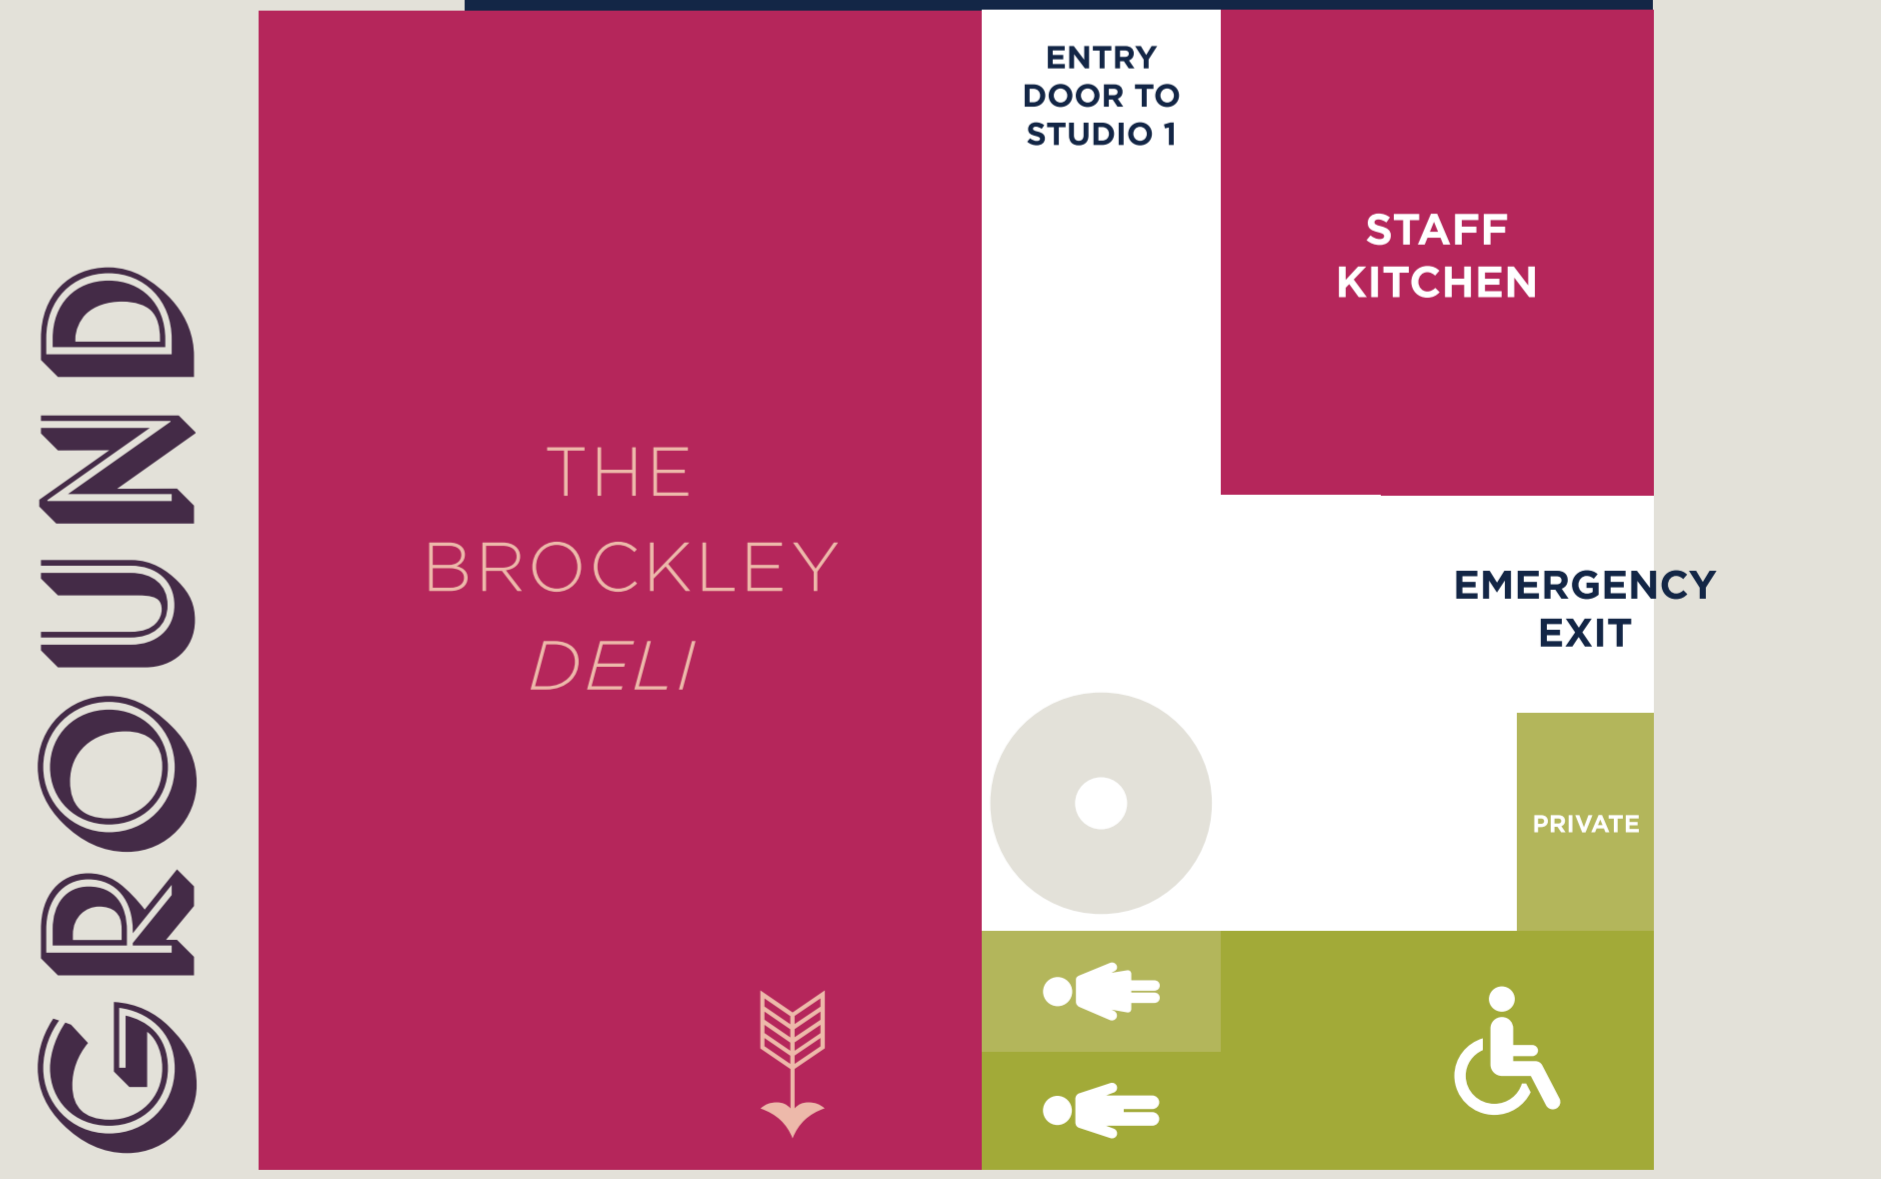 GROUND
THE
BROCKLEY
DELI
ENTRY
DOOR TO
STUDIO 1
STAFF
KITCHEN
EMERGENCY
EXIT
PRIVATE